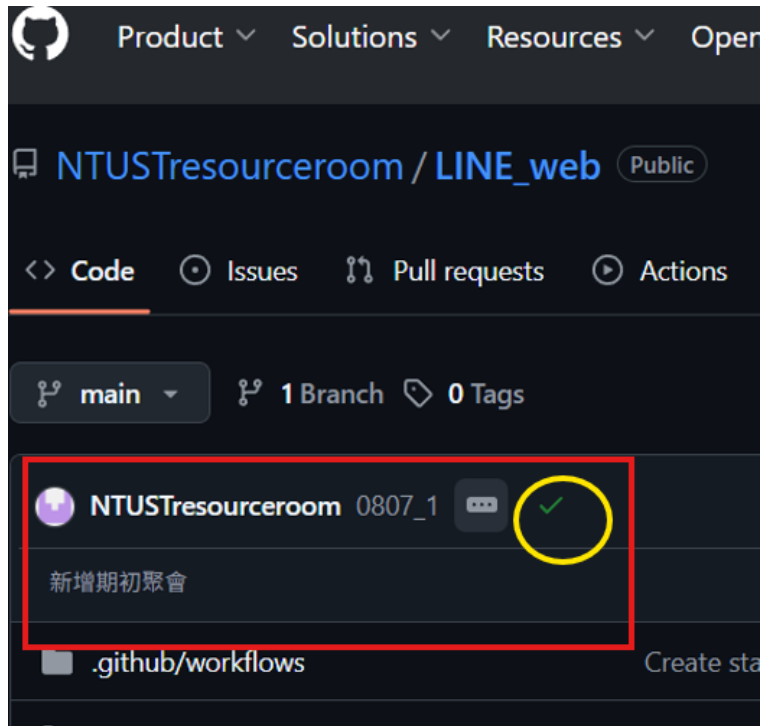 Product Solutions Resources Open
NTUSTresourceroom / LINE_web Public
Code Issues Pull requests Actions
main 1 Branch 0 Tags
NTUSTresourceroom 0807_1
新增期初聚會
.github/workflows Create sta